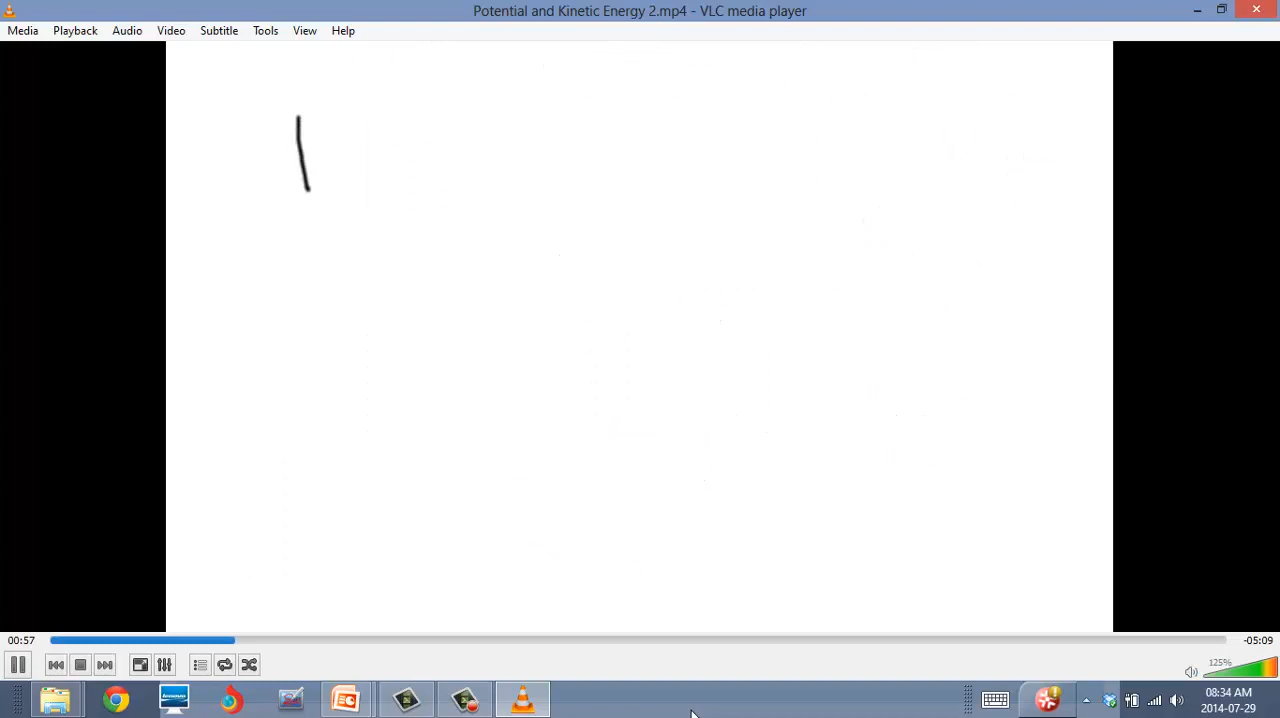 Potential and Kinetic Energy 2.mp4 - VLC media player
Media Playback Audio Video Subtitle Tools View Help
00:57 -05:09
125%
08:34 AM
2014-07-29